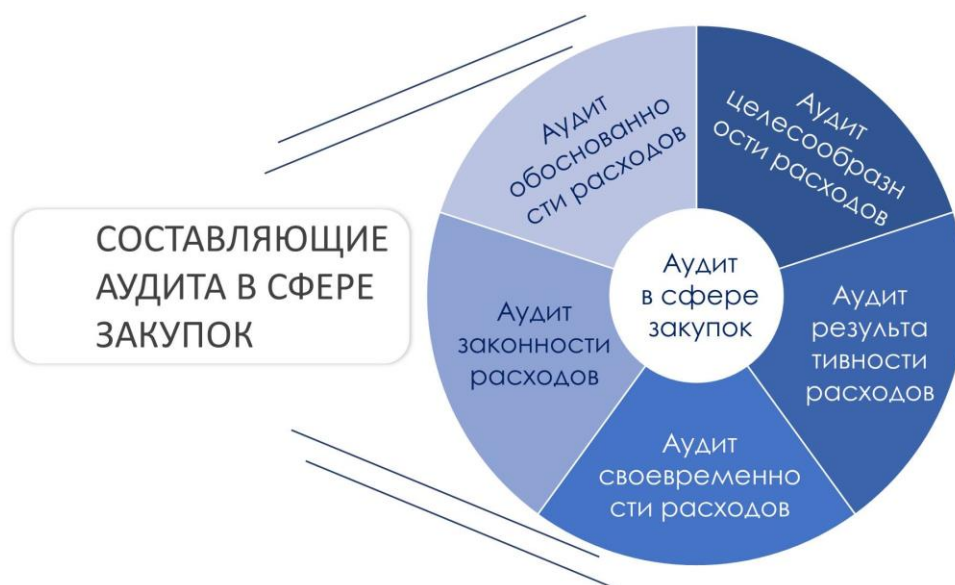 СОСТАВЛЯЮЩИЕ
АУДИТА В СФЕРЕ
ЗАКУПОК
Аудит
обоснованно
сти расходов
Аудит
целесообразн
ости расходов
Аудит
в сфере
закупок
Аудит
законности
расходов
Аудит
результа
тивности
расходов
Аудит
своевременно
сти расходов